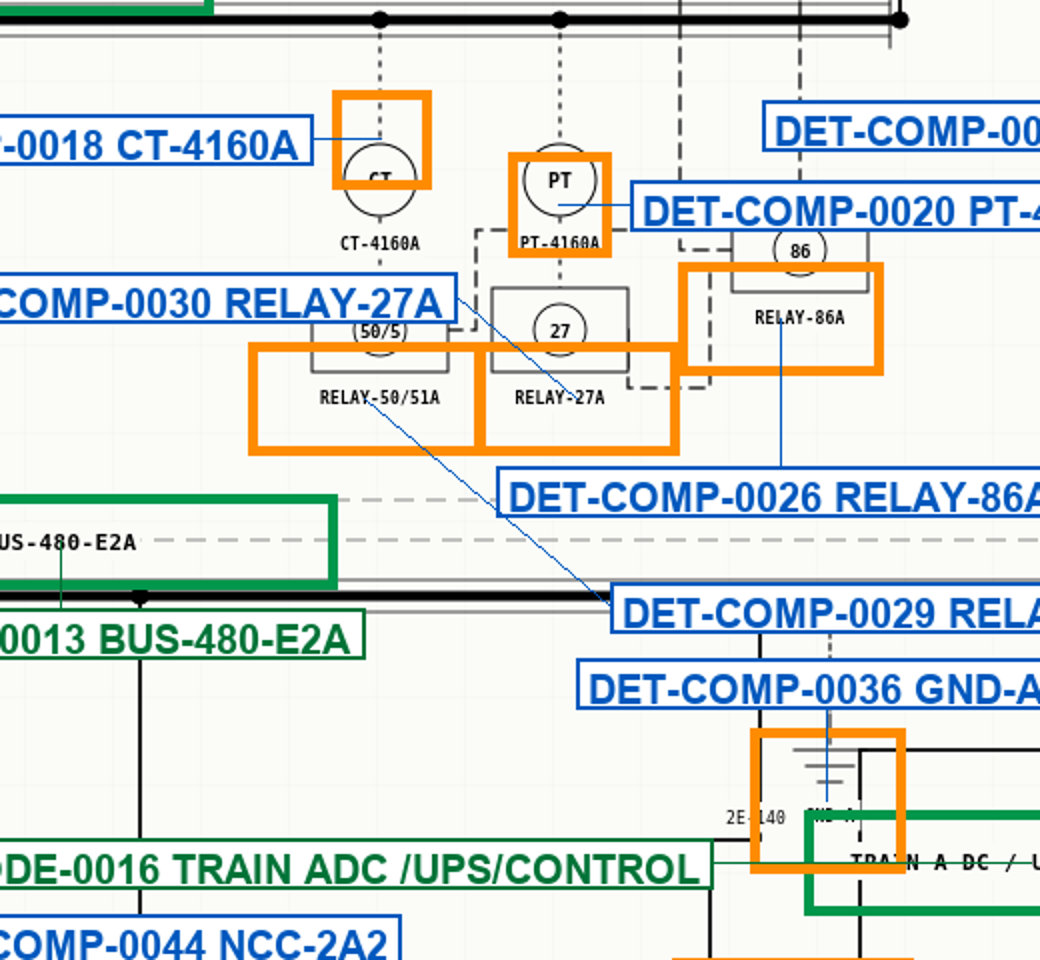 -0018 CT-4160A
DET-COMP-00
CT
PT
DET-COMP-0020 PT-4
CT-4160A
PT-4160A
86
COMP-0030 RELAY-27A
RELAY-86A
50/5
27
RELAY-50/51A
RELAY-27A
DET-COMP-0026 RELAY-86A
US-480-E2A
DET-COMP-0029 RELA
0013 BUS-480-E2A
DET-COMP-0036 GND-A
2E-140
GND-A
DE-0016 TRAIN ADC /UPS/CONTROL
TRAIN A DC / U
COMP-0044 NCC-2A2